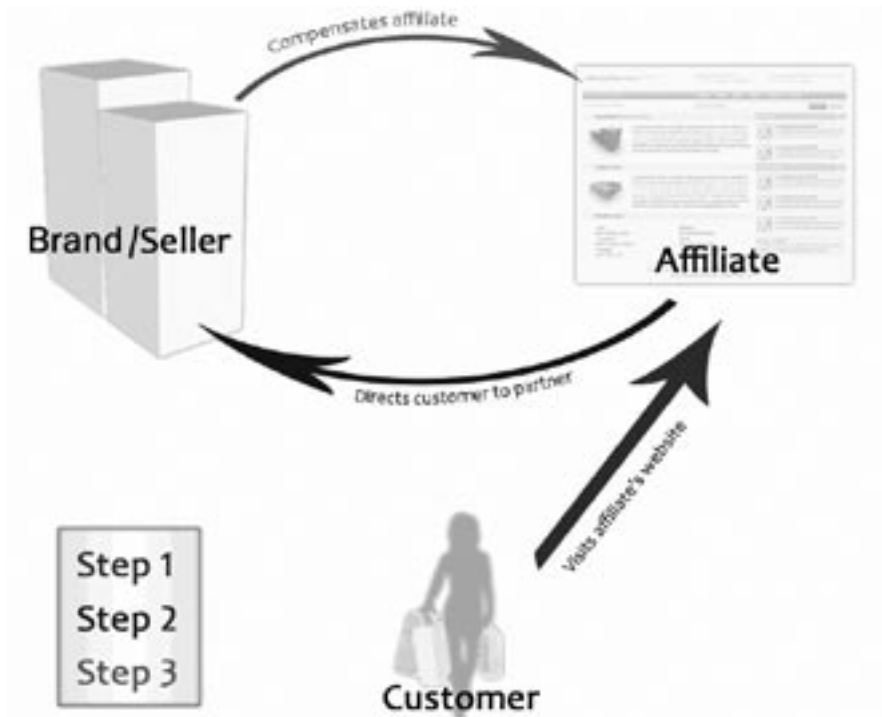 Compensates affiliate
Brand/Seller
Affiliate
Directs customer to partner
Visits affiliate's website
Step 1
Step 2
Step 3
Customer